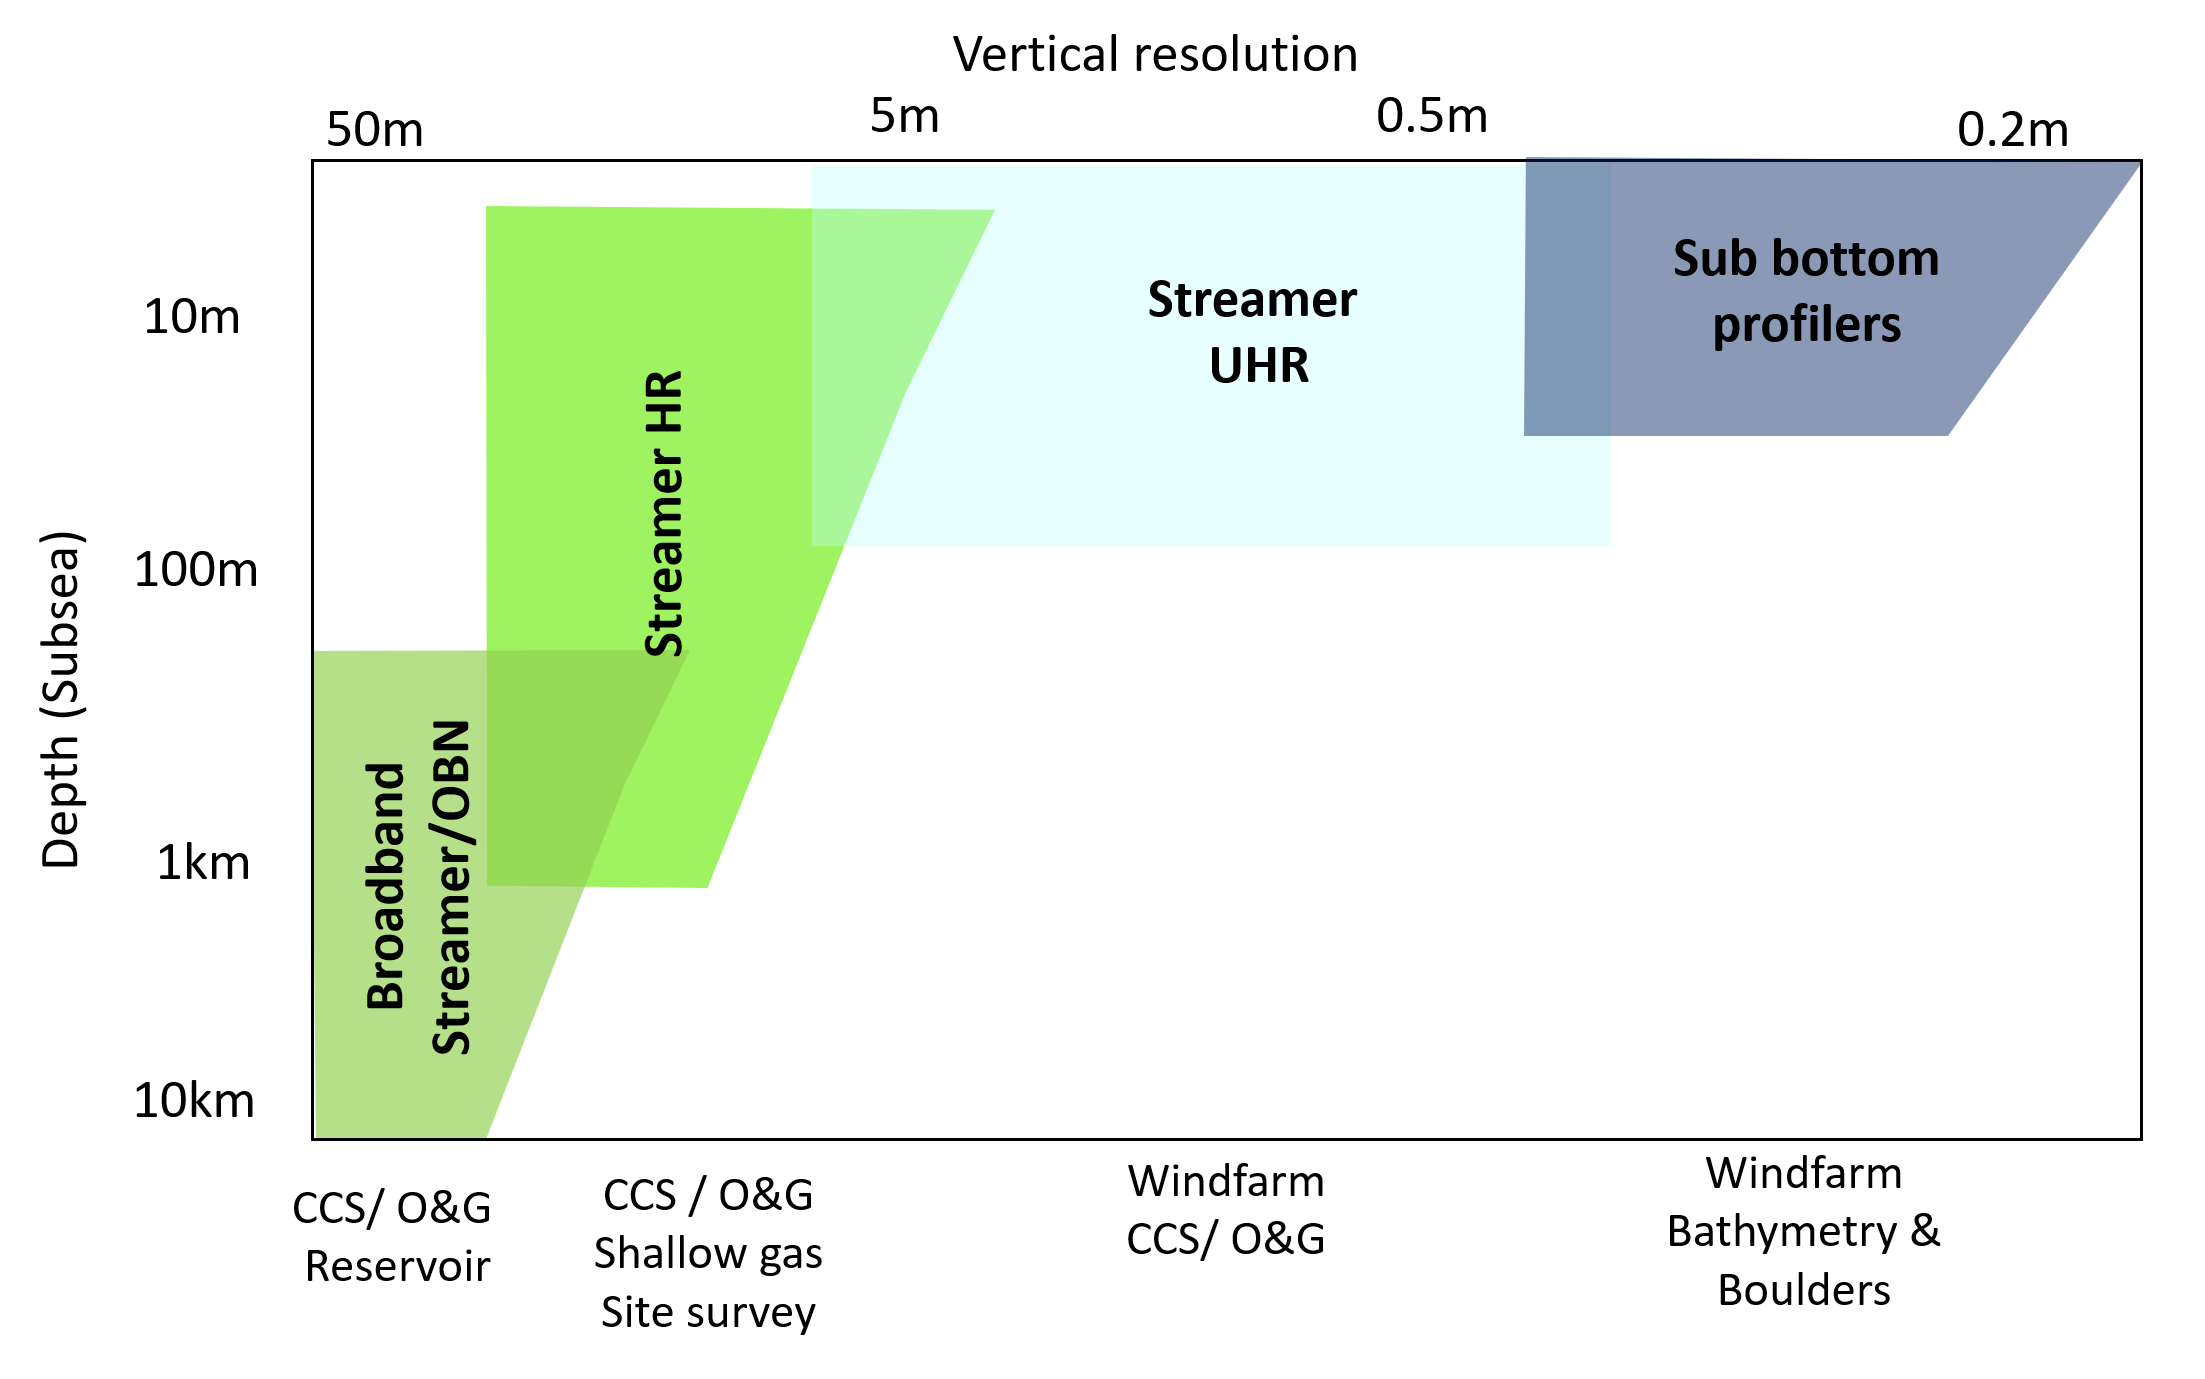 Vertical resolution
50m
5m
0.5m
0.2m
10m
100m
1km
10km
Depth (Subsea)
Broadband
Streamer/OBN
Streamer HR
Streamer
UHR
Sub bottom
profilers
CCS/ O&G
Reservoir
CCS / O&G
Shallow gas
Site survey
Windfarm
CCS/ O&G
Windfarm
Bathymetry &
Boulders